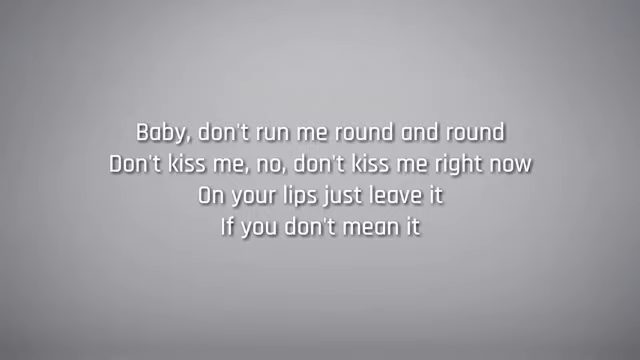 Baby, don't run me round and round
Don't kiss me, no, don't kiss me right now
On your lips just leave it
If you don't mean it